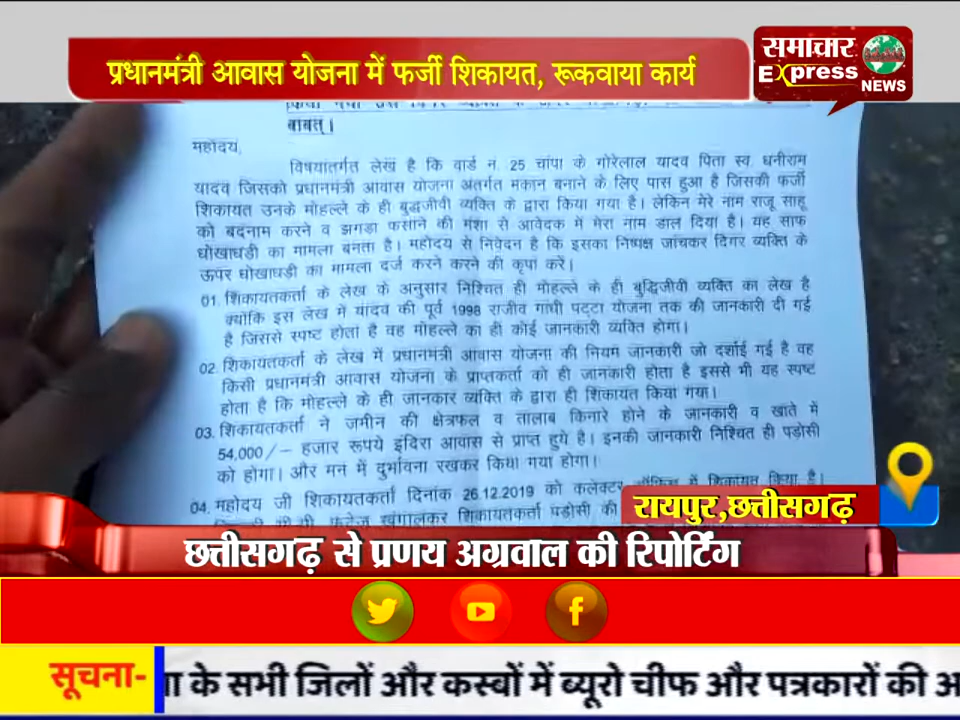 प्रधानमंत्री आवास योजना में फर्जी शिकायत, रूकवाया कार्य
समाचार
Express
NEWS
बाबत्।
महोदय,
विषयांतर्गत लेख है कि वार्ड नं. 25 चांपा के गोरेलाल यादव पिता स्व. धनीराम
यादव जिसको प्रधानमंत्री आवास योजना अंतर्गत मकान बनाने के लिए पास हुआ है जिसकी फर्जी
शिकायत उनके मोहल्ले के ही बुद्धजीवी व्यक्ति के द्वारा किया गया है। लेकिन मेरे नाम राजू साहू
को बदनाम करने व झगड़ा फसाने की मंशा से आवेदक में मेरा नाम डाल दिया है। यह साफ
धोखाधड़ी का मामला बनता है। महोदय से निवेदन है कि इसका निष्पक्ष जांचकर दिगर व्यक्ति के
ऊपर धोखाधड़ी का मामला दर्ज करने करने की कृपा करें।
01. शिकायतकर्ता के लेख के अनुसार निश्चित ही मोहल्ले के ही बुद्धिजीवी व्यक्ति का लेख है
क्योंकि इस लेख में यादव की पूर्व 1998 राजीव गांधी पट्टा योजना तक की जानकारी दी गई
है जिससे स्पष्ट होता है वह मोहल्ले का ही कोई जानकारी व्यक्ति होगा।
02. शिकायतकर्ता के लेख में प्रधानमंत्री आवास योजना की नियम जानकारी जो दर्शाई गई है वह
किसी प्रधानमंत्री आवास योजना के प्राप्तकर्ता को ही जानकारी होता है इससे भी यह स्पष्ट
होता है कि मोहल्ले के ही जानकार व्यक्ति के द्वारा ही शिकायत किया गया।
03. शिकायतकर्ता ने जमीन की क्षेत्रफल व तालाब किनारे होने के जानकारी व खाते में
54,000/– हजार रूपये इंदिरा आवास से प्राप्त हुये है। इनकी जानकारी निश्चित ही पड़ोसी
को होगा। और मन में दुर्भावना रखकर किया गया होगा।
04. महोदय जी शिकायतकर्ता दिनांक 26.12.2019 को कलेक्टर में शिकायत किया है।
शिकायतकर्ता पडोसी की
रायपुर,छत्तीसगढ़
छत्तीसगढ़ से प्रणय अग्रवाल की रिपोर्टिंग
सूचना- के सभी जिलों और कस्बों में ब्यूरो चीफ और पत्रकारों की